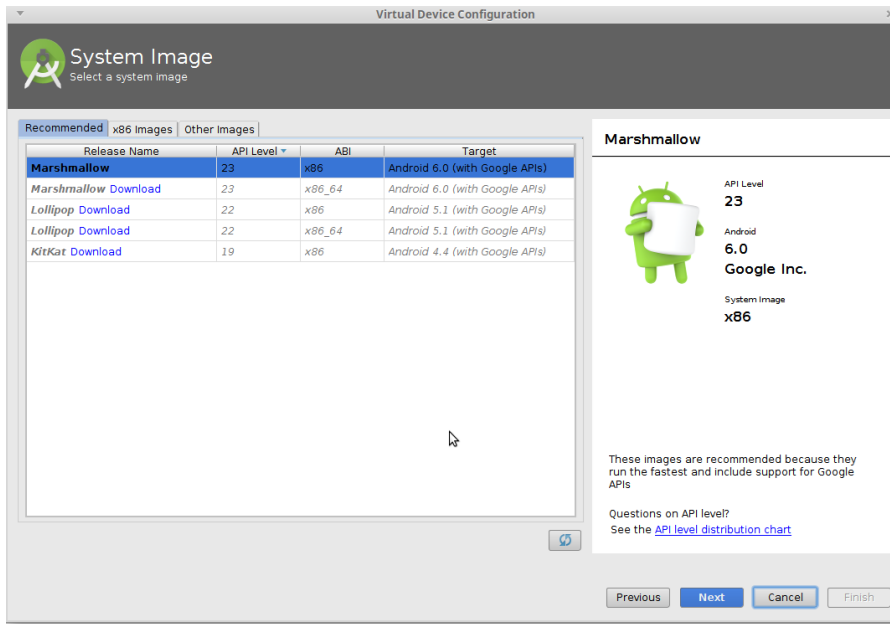 Virtual Device Configuration
System Image
Select a system image
Recommended x86 Images Other Images
Release Name API Level ABI Target
Marshmallow 23 x86 Android 6.0 (with Google APIs)
Marshmallow Download 23 x86_64 Android 6.0 (with Google APIs)
Lollipop Download 22 x86 Android 5.1 (with Google APIs)
Lollipop Download 22 x86_64 Android 5.1 (with Google APIs)
KitKat Download 19 x86 Android 4.4 (with Google APIs)
Marshmallow
API Level
23
Android
6.0
Google Inc.
System Image
x86
These images are recommended because they
run the fastest and include support for Google
APIs
Questions on API level?
See the API level distribution chart
Previous Next Cancel Finish